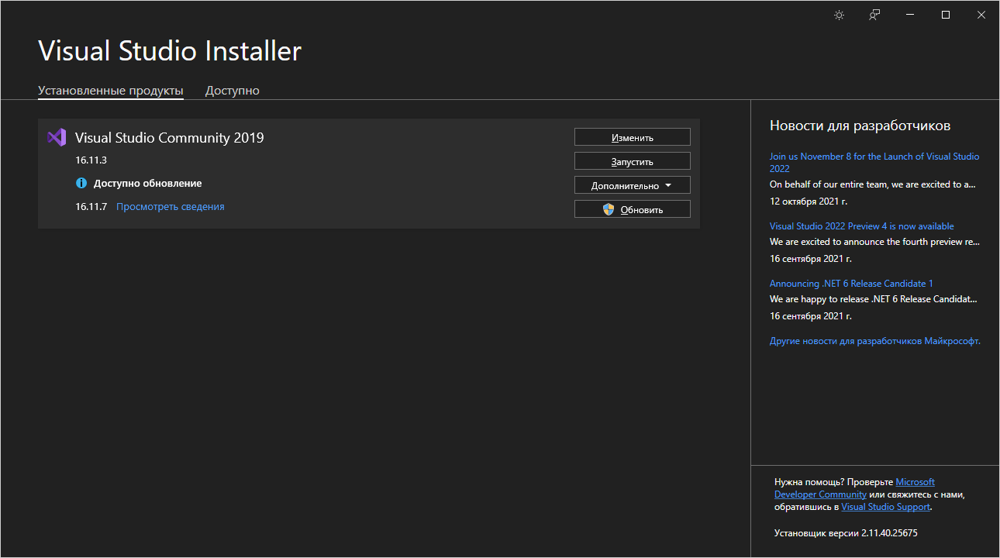 Visual Studio Installer
Установленные продукты
Доступно
Visual Studio Community 2019
16.11.3
Доступно обновление
16.11.7 Просмотреть сведения
Изменить
Запустить
Дополнительно
Обновить
Новости для разработчиков
Join us November 8 for the Launch of Visual Studio
2022
On behalf of our entire team, we are excited to a...
12 октября 2021 г.
Visual Studio 2022 Preview 4 is now available
We are excited to announce the fourth preview re...
16 сентября 2021 г.
Announcing .NET 6 Release Candidate 1
We are happy to release .NET 6 Release Candidat...
16 сентября 2021 г.
Другие новости для разработчиков Майкрософт.
Нужна помощь? Проверьте Microsoft
Developer Community или свяжитесь с нами,
обратившись в Visual Studio Support.
Установщик версии 2.11.40.25675